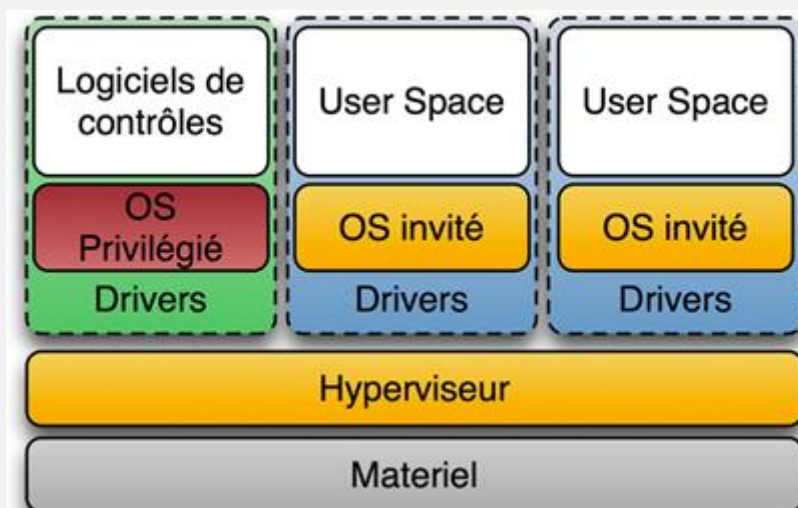 Logiciels de
contrôles
User Space
User Space
OS
Privilégié
OS invité
OS invité
Drivers
Drivers
Drivers
Hyperviseur
Materiel